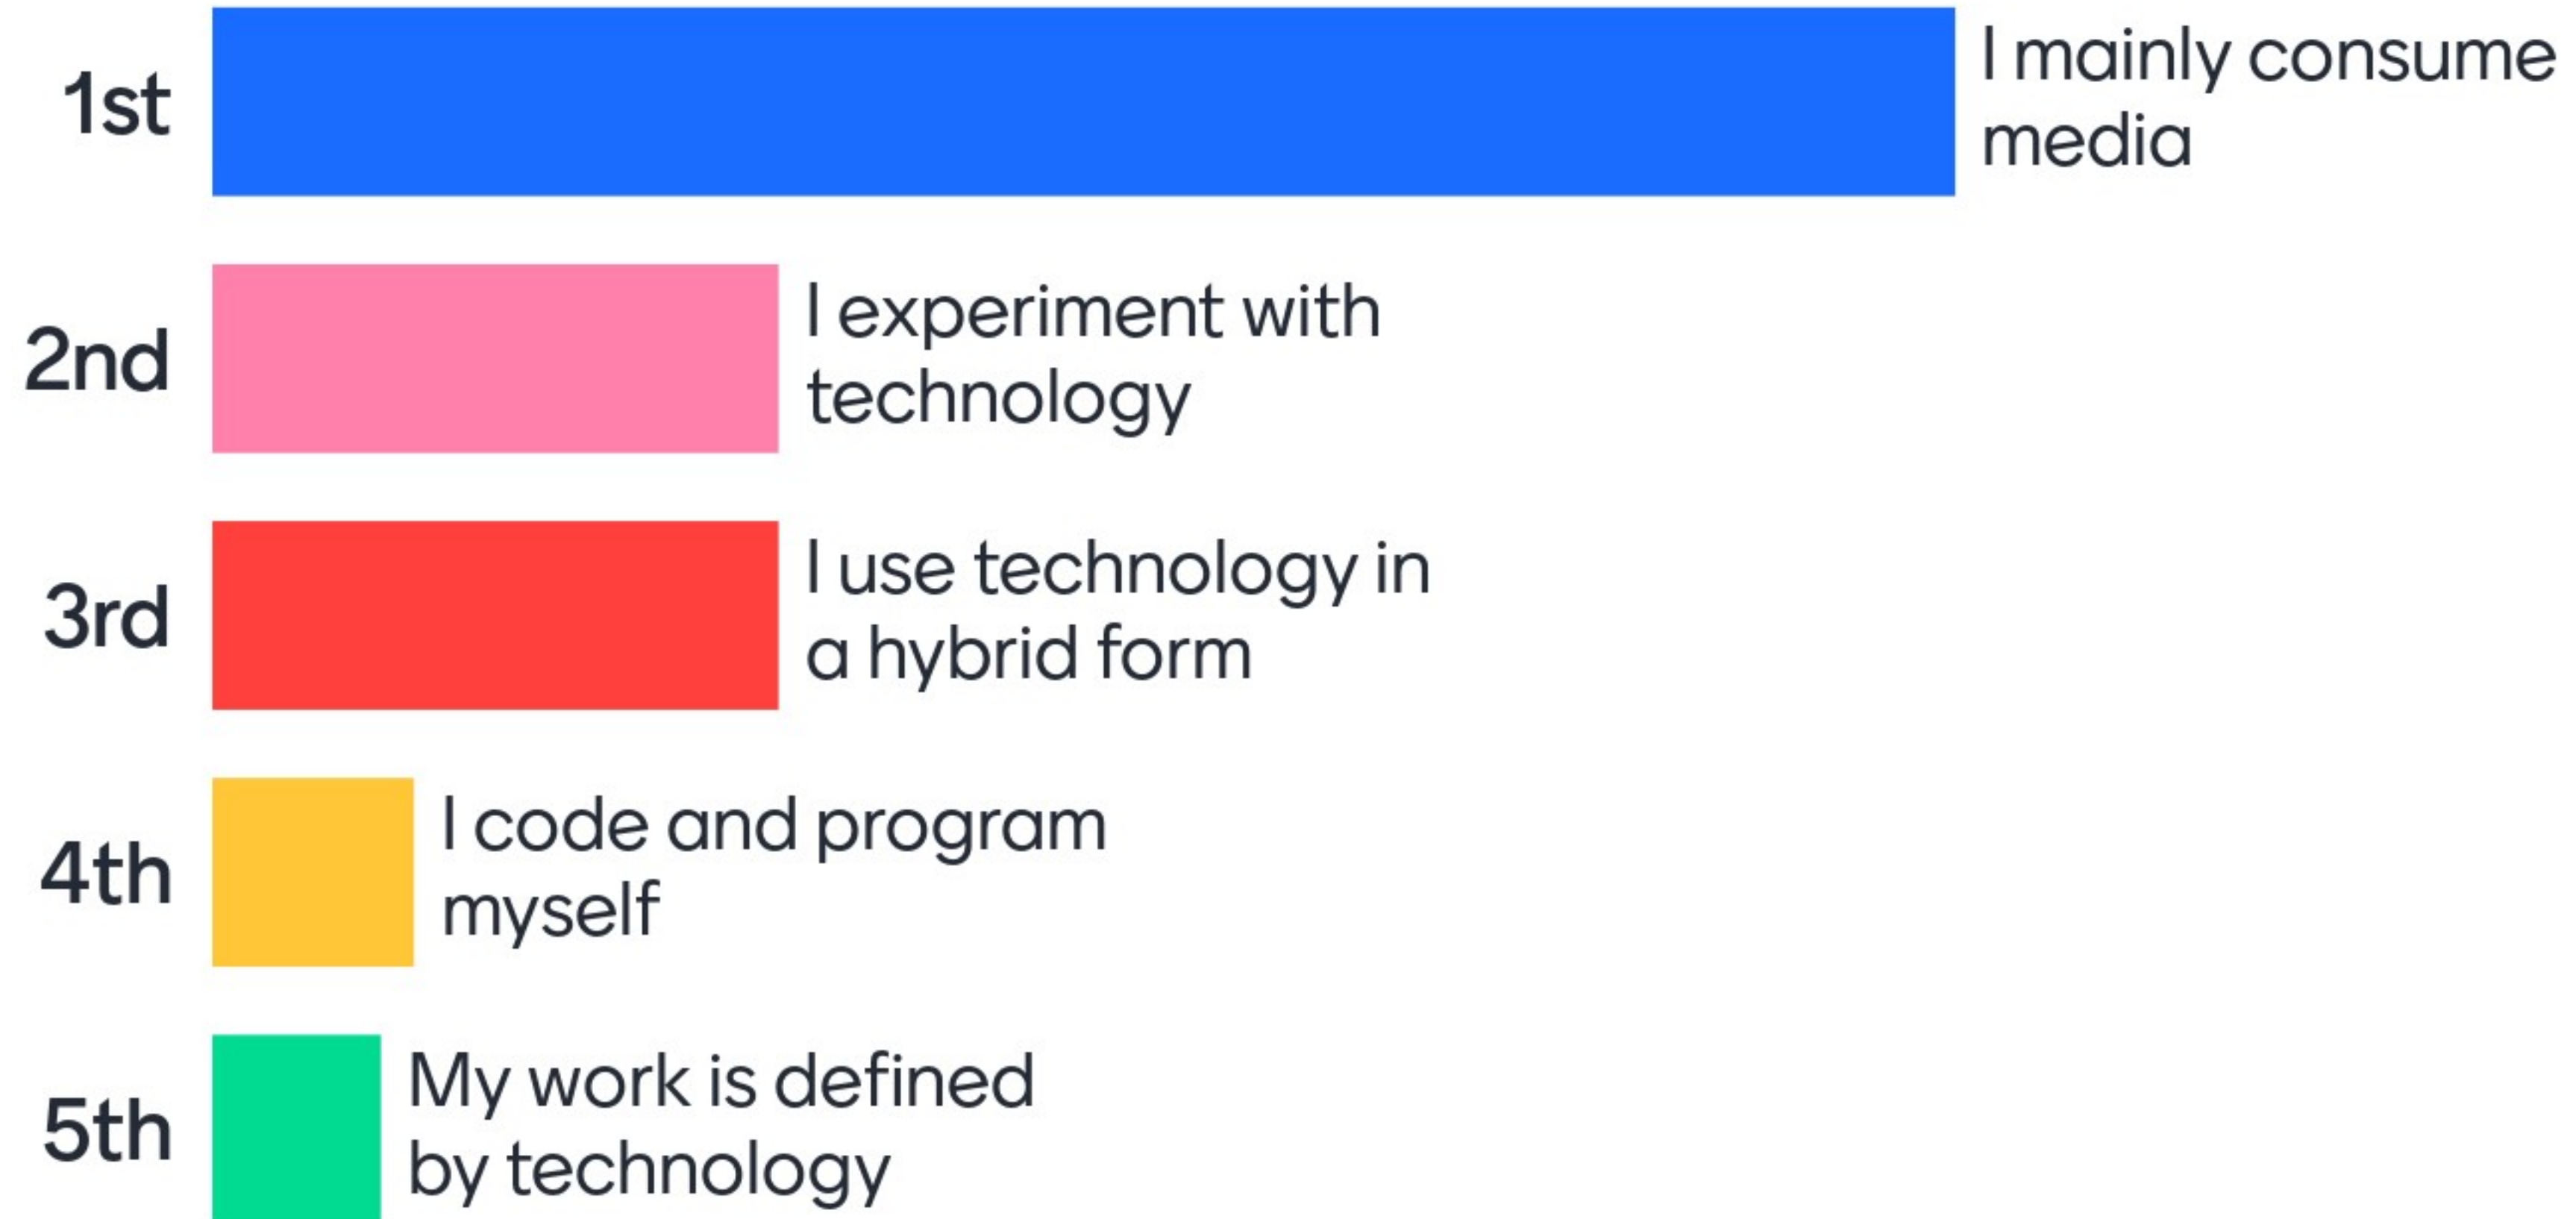 1st
I mainly consume
media
2nd
I experiment with
technology
3rd
I use technology in
a hybrid form
4th
I code and program
myself
5th
My work is defined
by technology